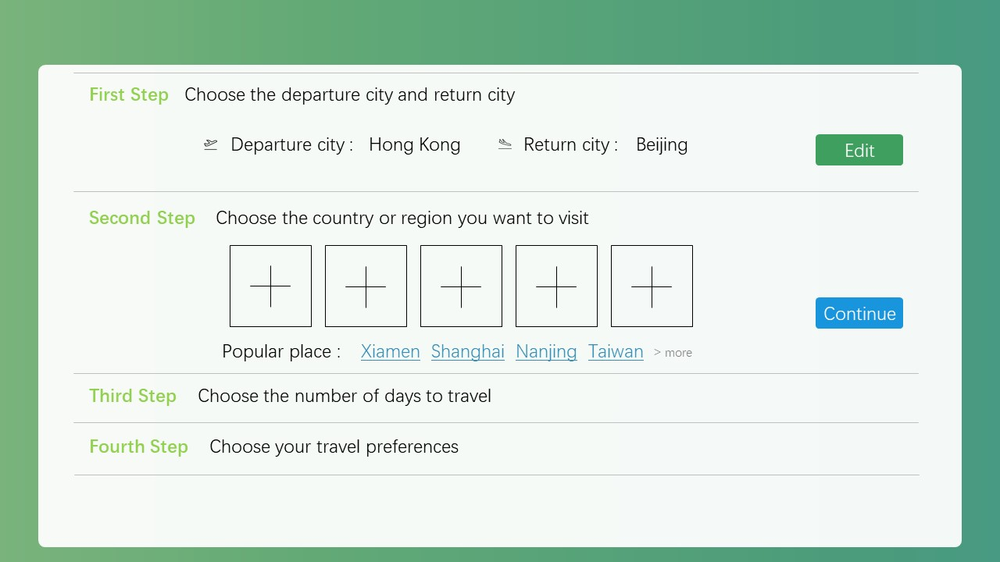 First Step Choose the departure city and return city
Departure city : Hong Kong Return city : Beijing Edit
Second Step Choose the country or region you want to visit
Continue
Popular place : Xiamen Shanghai Nanjing Taiwan > more
Third Step Choose the number of days to travel
Fourth Step Choose your travel preferences